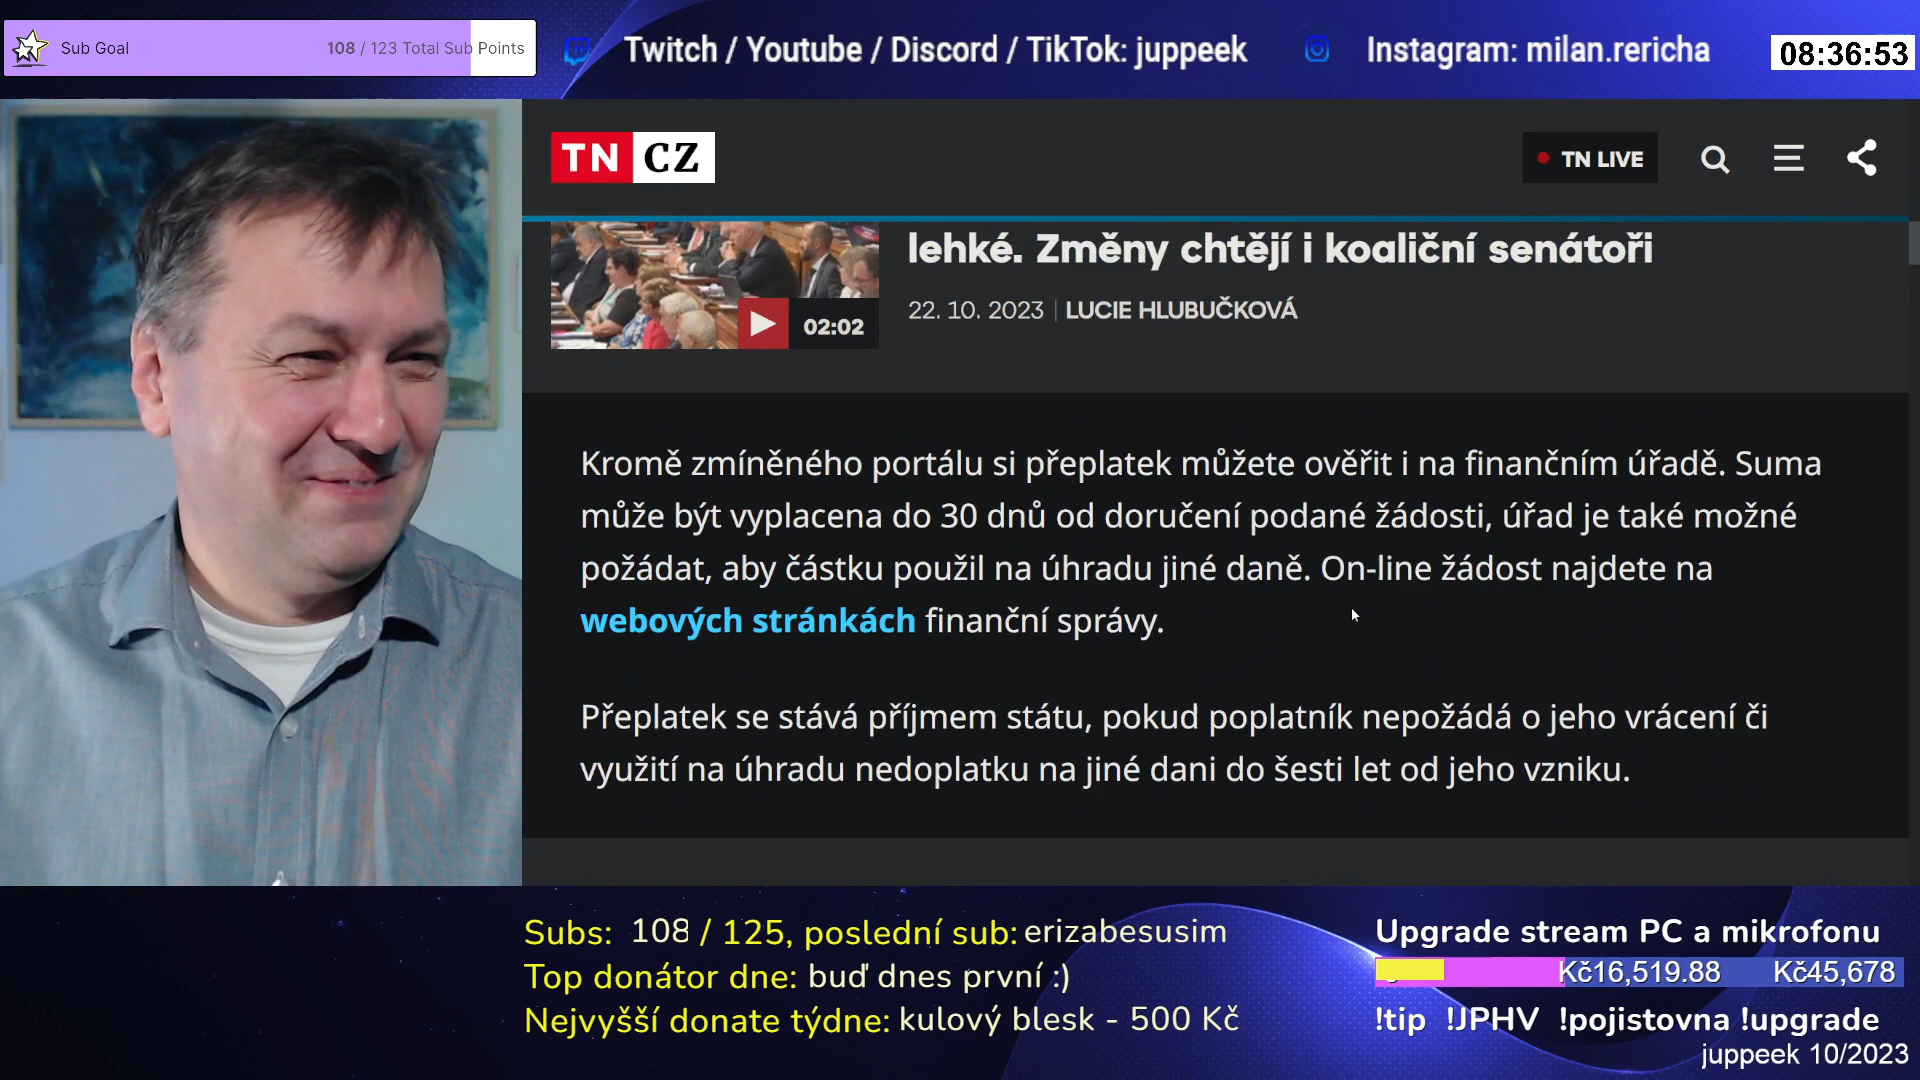 Sub Goal
108 / 123 Total Sub Points
Twitch / Youtube / Discord / TikTok: juppeek
Instagram: milan.rericha
08:36:53
TN CZ
TN LIVE
lehké. Změny chtějí i koaliční senátoři
22. 10. 2023 | LUCIE HLUBUČKOVÁ
02:02
Kromě zmíněného portálu si přeplatek můžete ověřit i na finančním úřadě. Suma
může být vyplacena do 30 dnů od doručení podané žádosti, úřad je také možné
požádat, aby částku použil na úhradu jiné daně. On-line žádost najdete na
webových stránkách finanční správy.
Přeplatek se stává příjmem státu, pokud poplatník nepožádá o jeho vrácení či
využití na úhradu nedoplatku na jiné dani do šesti let od jeho vzniku.
Subs: 108 / 125, poslední sub: erizabesusim
Top donátor dne: buď dnes první :)
Nejvyšší donate týdne: kulový blesk - 500 Kč
Upgrade stream PC a mikrofonu
Kč16,519.88 Kč45,678
!tip !JPHV !pojistovna !upgrade
juppeek 10/2023